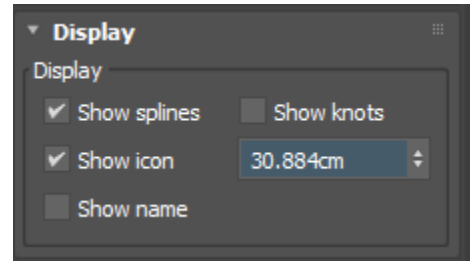 Display
Display
Show splines Show knots
Show icon 30.884cm
Show name